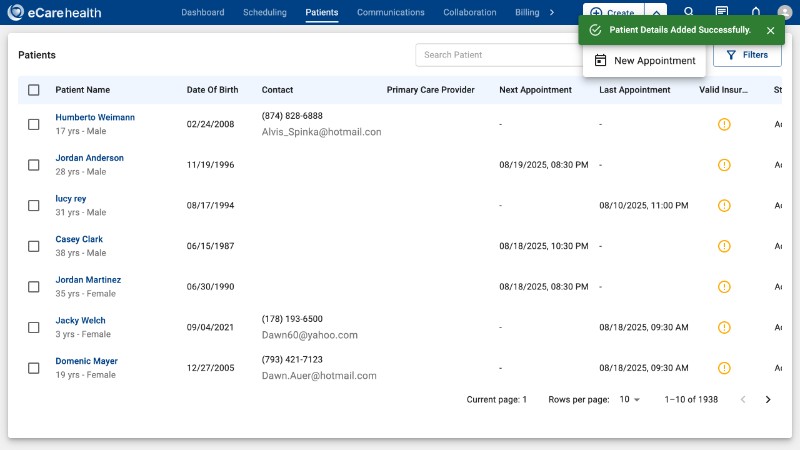 eCarehealth
Dashboard
Scheduling
Patients
Communications
Collaboration
Billing
Create
Patient Details Added Successfully.
New Appointment
Patients
Search Patient
Filters
Patient Name
Date Of Birth
Contact
Primary Care Provider
Next Appointment
Last Appointment
Valid Insur...
St
Humberto Weimann
17 yrs - Male
02/24/2008
(874) 828-6888
Alvis_Spinka@hotmail.con
-
-
Ac
Jordan Anderson
28 yrs - Male
11/19/1996
08/19/2025, 08:30 PM
-
Ac
lucy rey
31 yrs - Male
08/17/1994
-
08/10/2025, 11:00 PM
Ac
Casey Clark
38 yrs - Male
06/15/1987
08/18/2025, 10:30 PM
-
Ac
Jordan Martinez
35 yrs - Female
06/30/1990
08/18/2025, 08:30 PM
-
Ac
Jacky Welch
3 yrs - Female
09/04/2021
(178) 193-6500
Dawn60@yahoo.com
-
08/18/2025, 09:30 AM
Ac
Domenic Mayer
19 yrs - Female
12/27/2005
(793) 421-7123
Dawn.Auer@hotmail.com
-
08/18/2025, 09:30 AM
Ac
Current page: 1
Rows per page:
10
1–10 of 1938